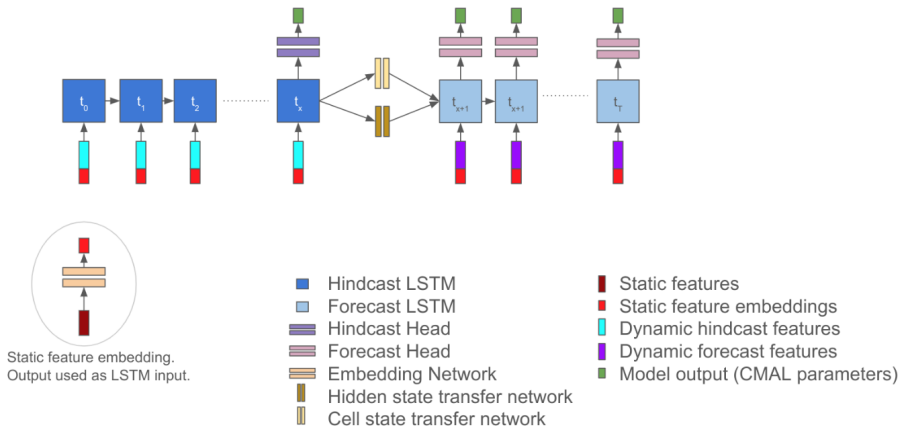 t0
t1
t2
tx
tx+1
tx+1
tT
Static feature embedding.
Output used as LSTM input.
Hindcast LSTM
Forecast LSTM
Hindcast Head
Forecast Head
Embedding Network
Hidden state transfer network
Cell state transfer network
Static features
Static feature embeddings
Dynamic hindcast features
Dynamic forecast features
Model output (CMAL parameters)